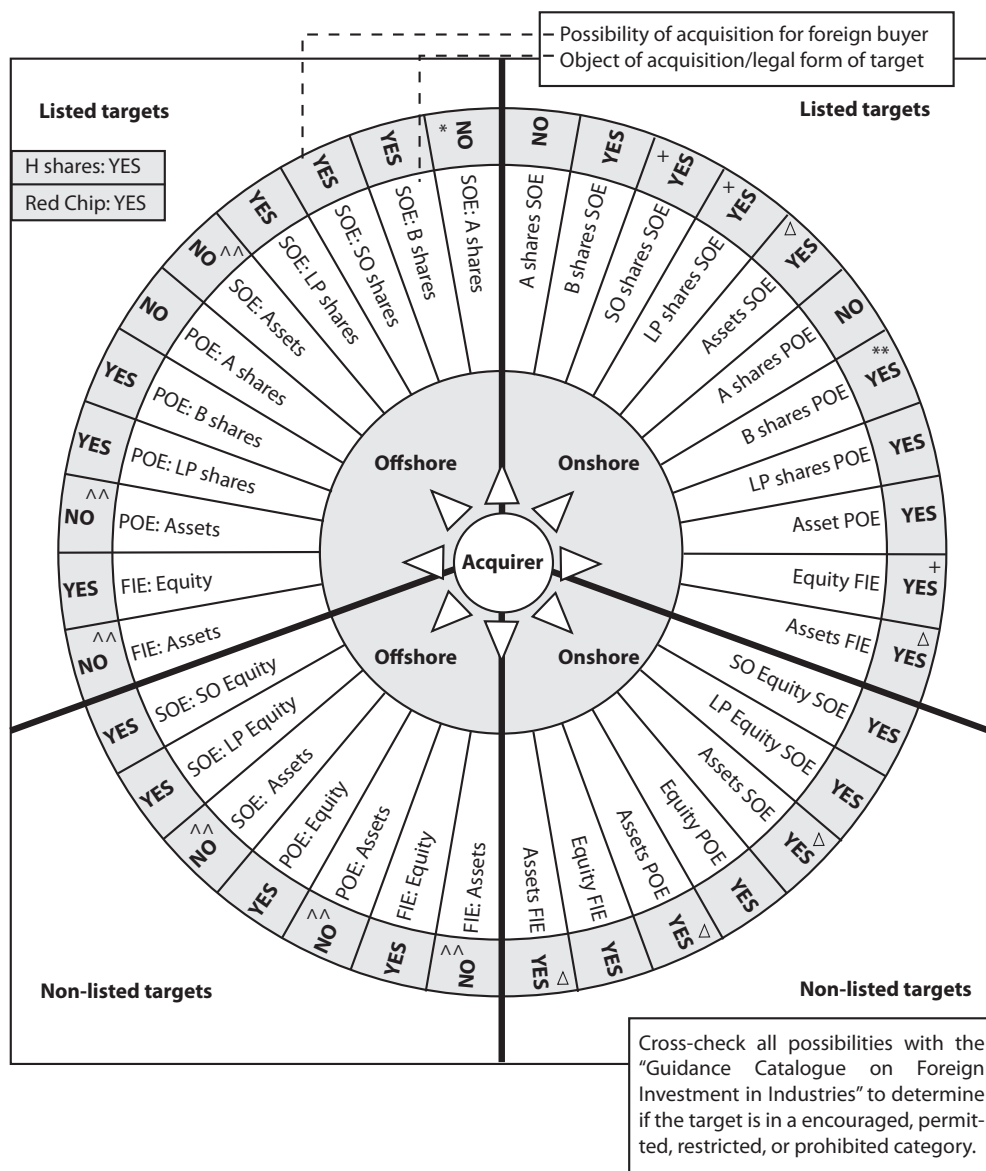 Possibility of acquisition for foreign buyer
Object of acquisition/legal form of target
Listed targets
Listed targets
H shares: YES
Red Chip: YES
NO *
SOE: A shares
YES
SOE: B shares
YES
SOE: SO shares
YES
SOE: LP shares
NO ^^
SOE: Assets
NO
POE: A shares
YES
POE: B shares
YES
POE: LP shares
NO ^^
POE: Assets
YES
FIE: Equity
NO ^^
FIE: Assets
NO
A shares SOE
YES
B shares SOE
YES +
SO shares SOE
YES +
LP shares SOE
YES Δ
Assets SOE
NO
A shares POE
YES **
B shares POE
YES
LP shares POE
YES
Asset POE
YES +
Equity FIE
YES Δ
Assets FIE
Offshore
Onshore
Acquirer
Offshore
Onshore
YES
SOE: SO Equity
YES
SOE: LP Equity
NO ^^
SOE: Assets
YES
POE: Equity
NO ^^
POE: Assets
YES
FIE: Equity
NO ^^
FIE: Assets
YES
SO Equity SOE
YES
LP Equity SOE
YES Δ
Assets SOE
YES
Equity POE
YES Δ
Assets POE
YES
Equity FIE
YES Δ
Assets FIE
Non-listed targets
Non-listed targets
Cross-check all possibilities with the
“Guidance Catalogue on Foreign
Investment in Industries” to determine
if the target is in a encouraged, permit-
ted, restricted, or prohibited category.